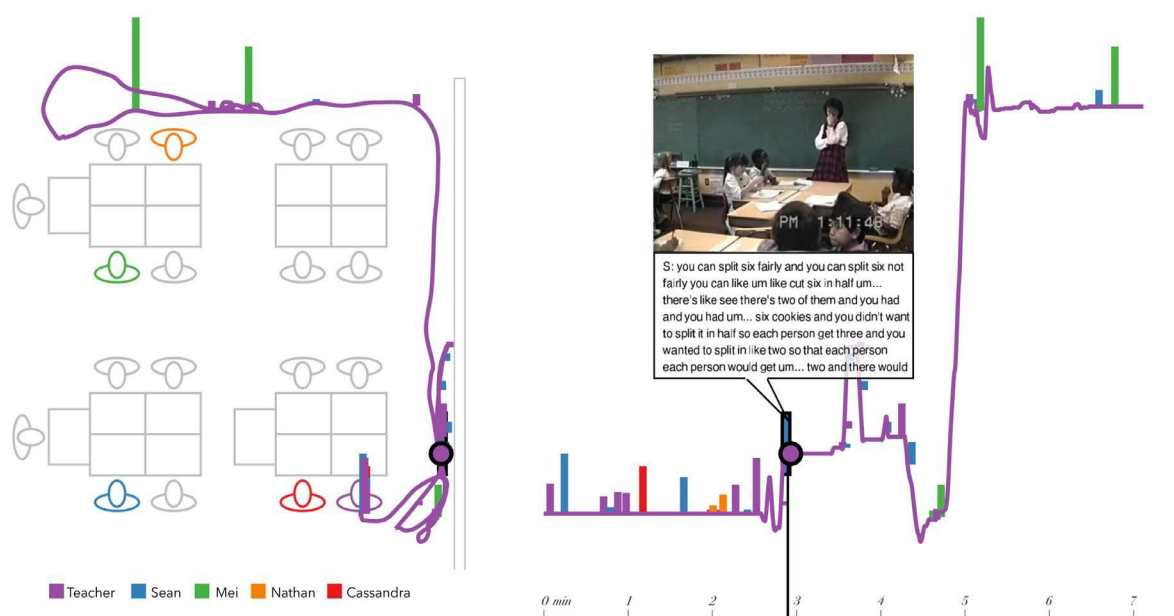 PM 1:11:48
S: you can split six fairly and you can split six not
fairly you can like um like cut six in half um...
there's like see there's two of them and you had
and you had um... six cookies and you didn't want
to split it in half so each person get three and you
wanted to split in like two so that each person
each person would get um... two and there would
Teacher Sean Mei Nathan Cassandra
0 min 1 2 3 4 5 6 7